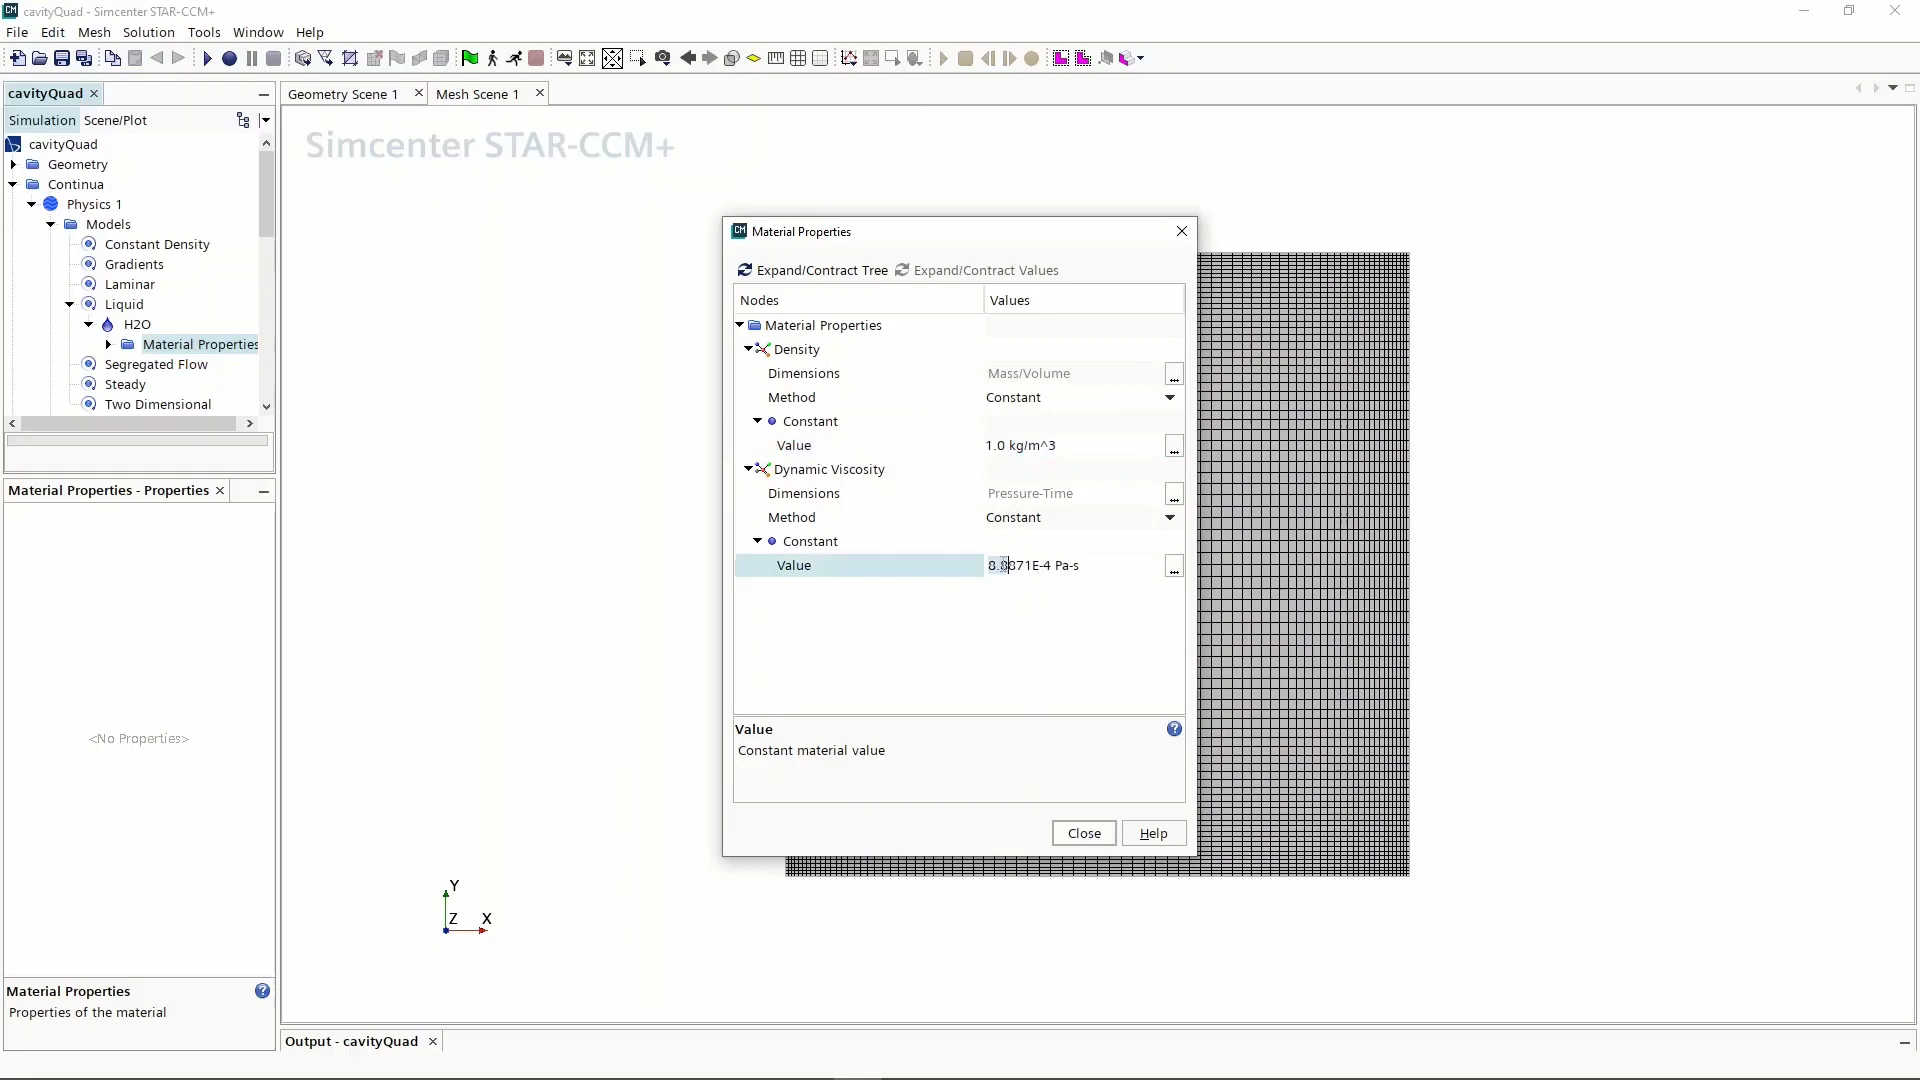 cavityQuad - Simcenter STAR-CCM+
File Edit Mesh Solution Tools Window Help
cavityQuad
Geometry Scene 1
Mesh Scene 1
Simulation Scene/Plot
cavityQuad
Geometry
Continua
Physics 1
Models
Constant Density
Gradients
Laminar
Liquid
H2O
Material Properties
Segregated Flow
Steady
Two Dimensional
Material Properties - Properties
<No Properties>
Material Properties
Properties of the material
Simcenter STAR-CCM+
Material Properties
Expand/Contract Tree Expand/Contract Values
Nodes Values
Material Properties
Density
Dimensions Mass/Volume ...
Method Constant
Constant
Value 1.0 kg/m^3 ...
Dynamic Viscosity
Dimensions Pressure-Time ...
Method Constant
Constant
Value 8.8871E-4 Pa-s ...
Value
Constant material value
Close Help
Y
Z X
Output - cavityQuad